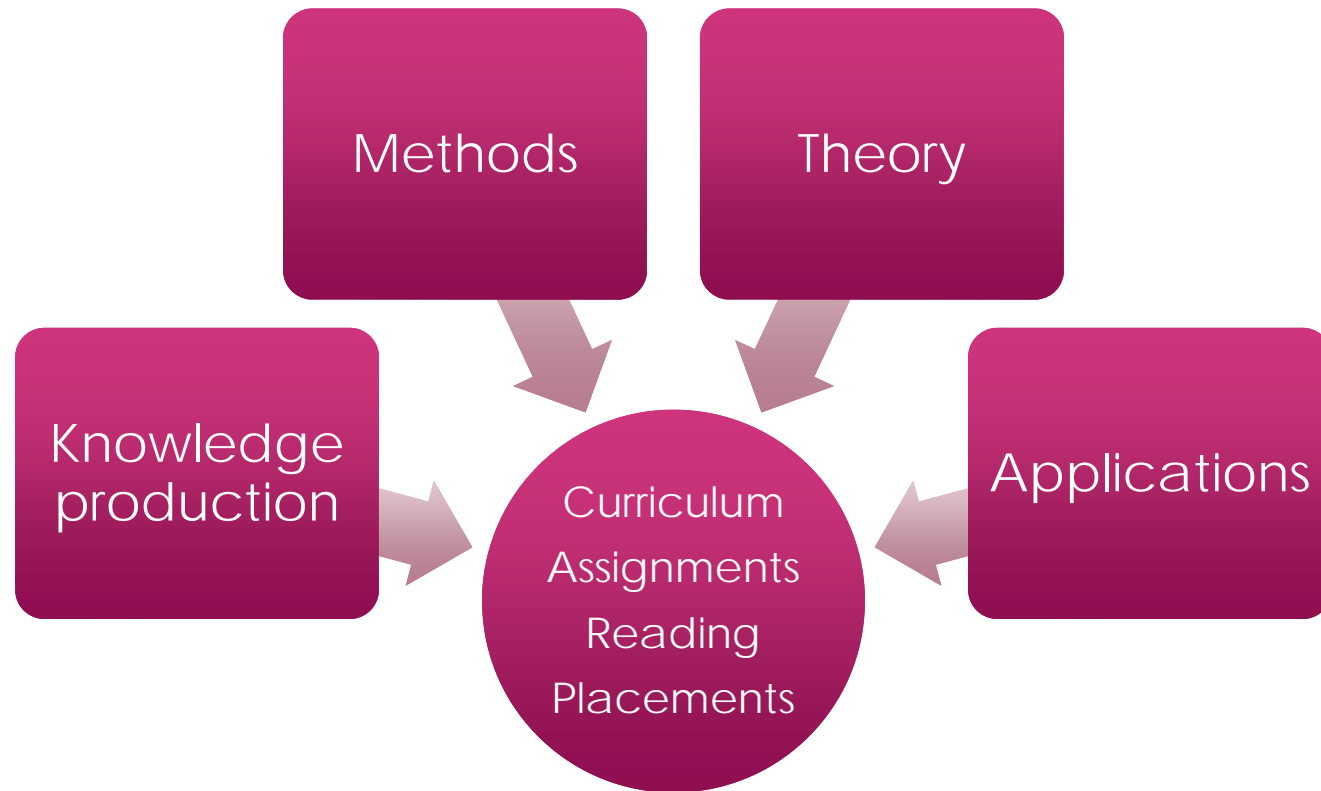 Methods
Theory
Knowledge
production
Applications
Curriculum
Assignments
Reading
Placements